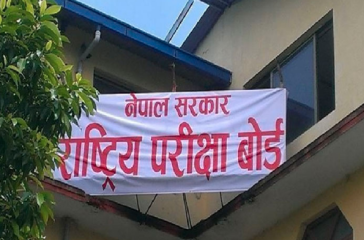 नेपाल सरकार
राष्ट्रिय परीक्षा बोर्ड